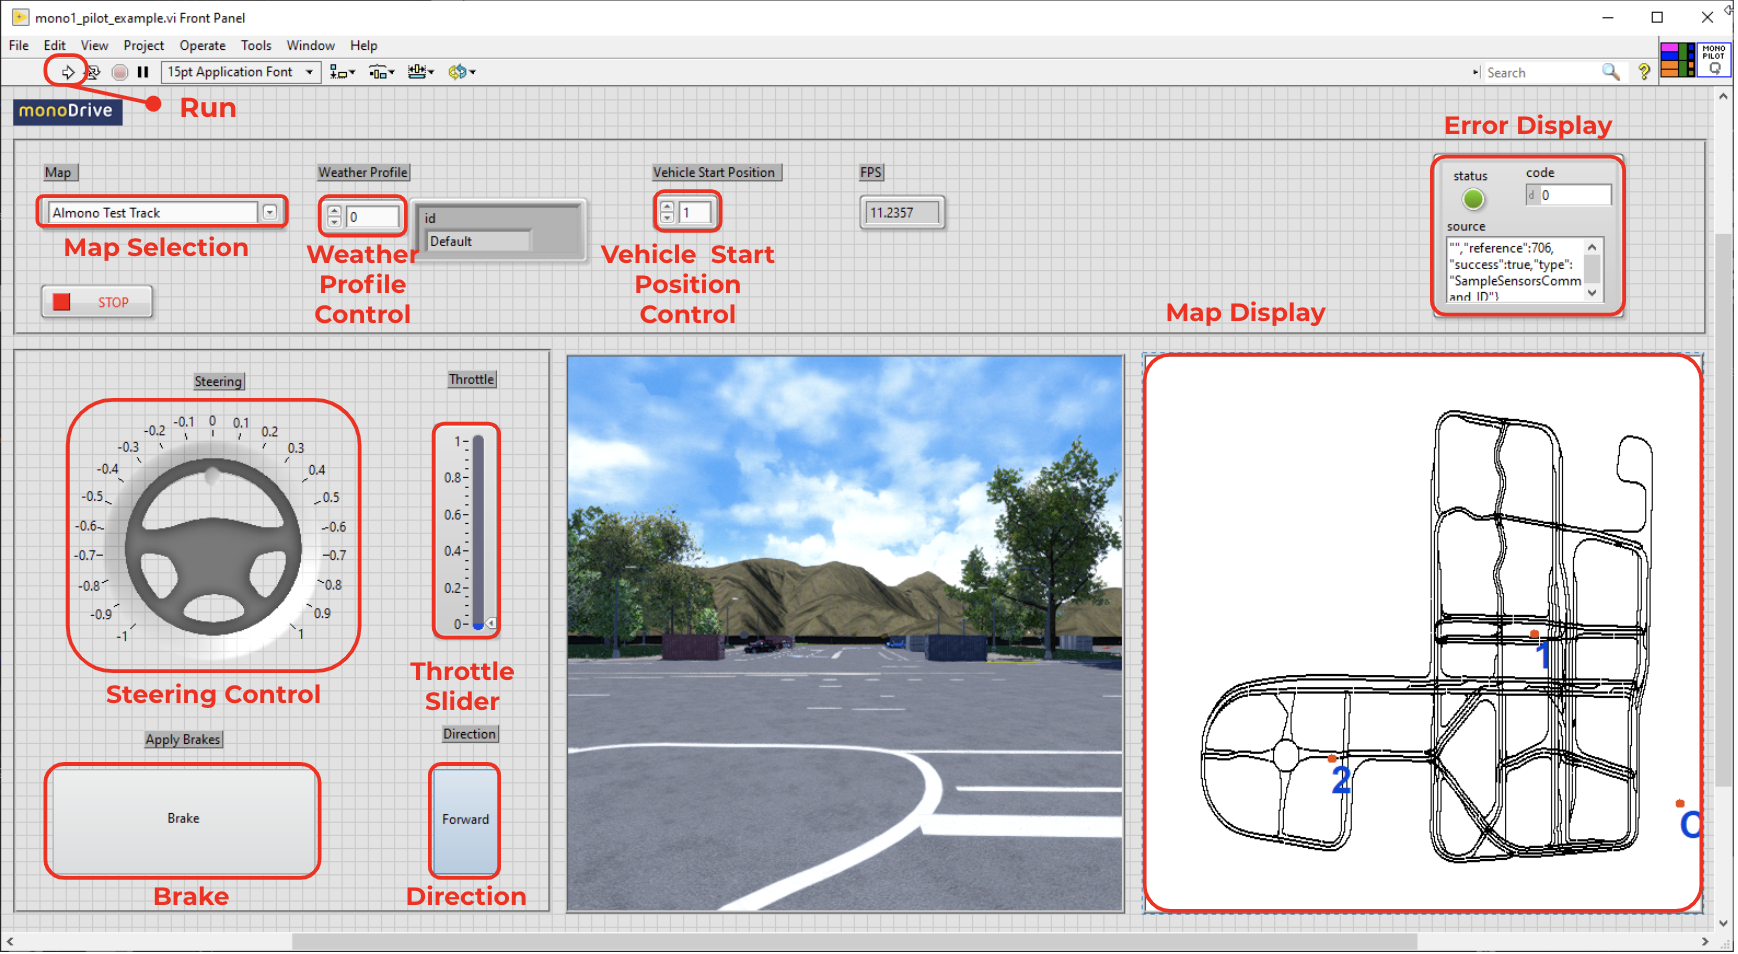 mono1_pilot_example.vi Front Panel
File Edit View Project Operate Tools Window Help
15pt Application Font
Search
MONO
PILOT
Run
monoDrive
Error Display
Map
Weather Profile
Vehicle Start Position
FPS
status
code
Almono Test Track
0
id
Default
1
11.2357
d 0
source
"","reference":706,
"success":true,"type":
"SampleSensorsComm
and_ID"}
Map Selection
Weather
Profile
Control
Vehicle Start
Position
Control
STOP
Map Display
Steering
Throttle
-1
-0.9
-0.8
-0.7
-0.6
-0.5
-0.4
-0.3
-0.2
-0.1
0
0.1
0.2
0.3
0.4
0.5
0.6
0.7
0.8
0.9
1
1
0.8
0.6
0.4
0.2
0
Steering Control
Throttle
Slider
Apply Brakes
Direction
Brake
Forward
Brake
Direction
1
2
0